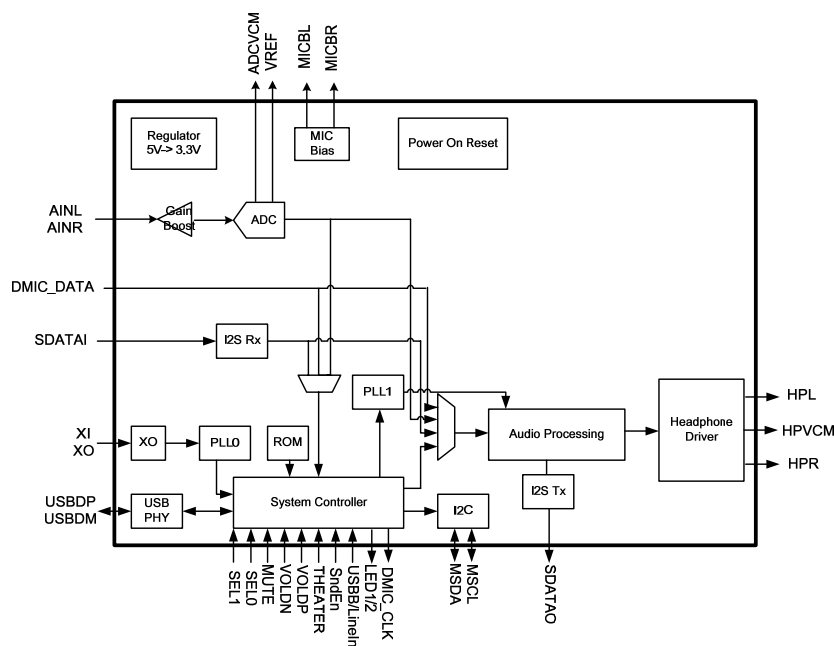 ADCVCM
VREF
MICBL
MICBR
Regulator
5V-> 3.3V
MIC
Bias
Power On Reset
AINL
AINR
Gain
Boost
ADC
DMIC_DATA
SDATAI
I2S Rx
PLL1
XI
XO
XO
PLL0
ROM
Audio Processing
Headphone
Driver
HPL
HPVCM
HPR
USBDP
USBDM
USB
PHY
System Controller
I2C
I2S Tx
SEL1
SEL0
MUTE
VOLDN
VOLDP
THEATER
SndEn
USBB/LineIn
LED1/2
DMIC_CLK
MSDA
MSCL
SDATAO